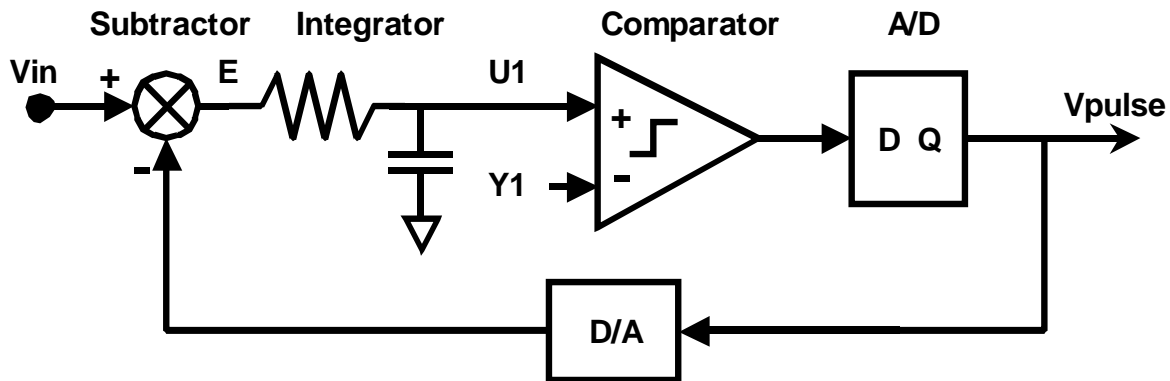 Subtractor Integrator Comparator A/D
Vin + E U1 Vpulse
+ D Q
- Y1 -
D/A